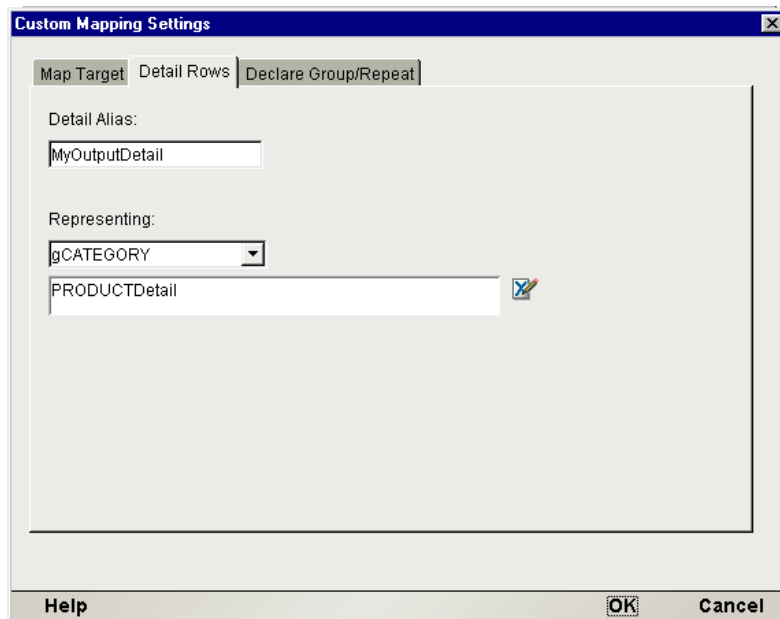 Custom Mapping Settings
Map Target Detail Rows Declare Group/Repeat
Detail Alias:
MyOutputDetail
Representing:
gCATEGORY
PRODUCTDetail
Help OK Cancel